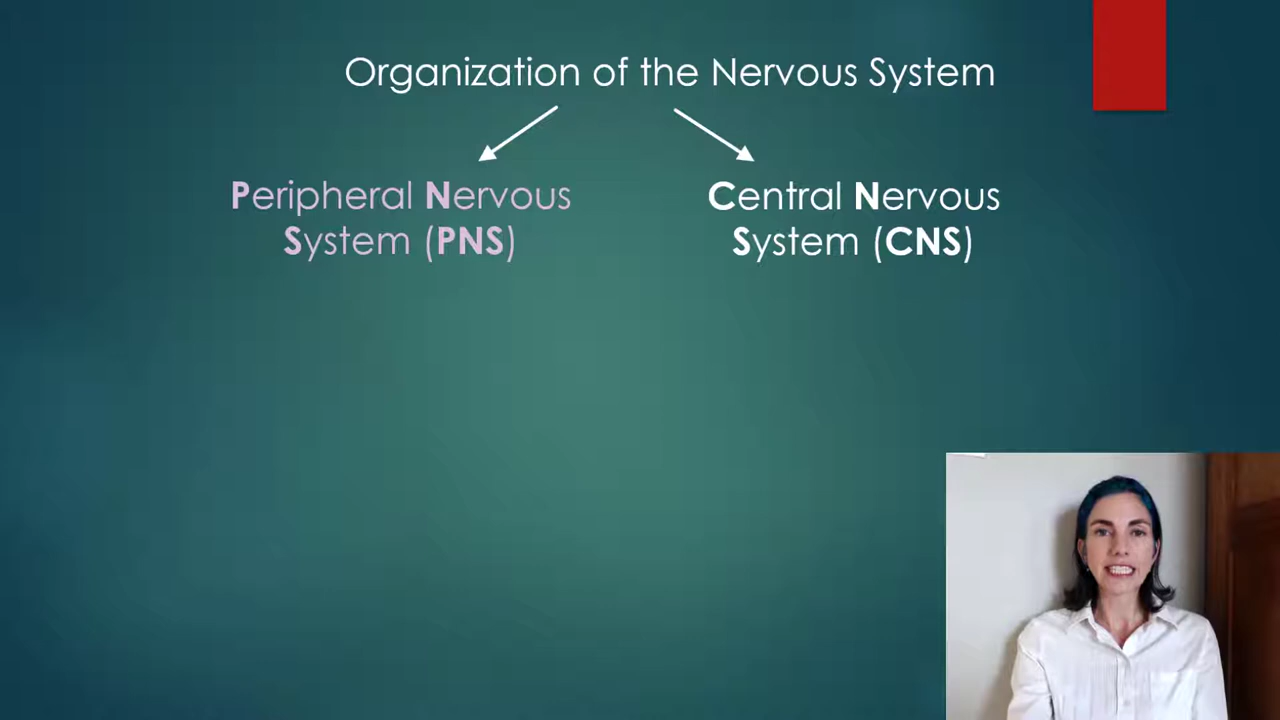 Organization of the Nervous System
Peripheral Nervous
System (PNS)
Central Nervous
System (CNS)